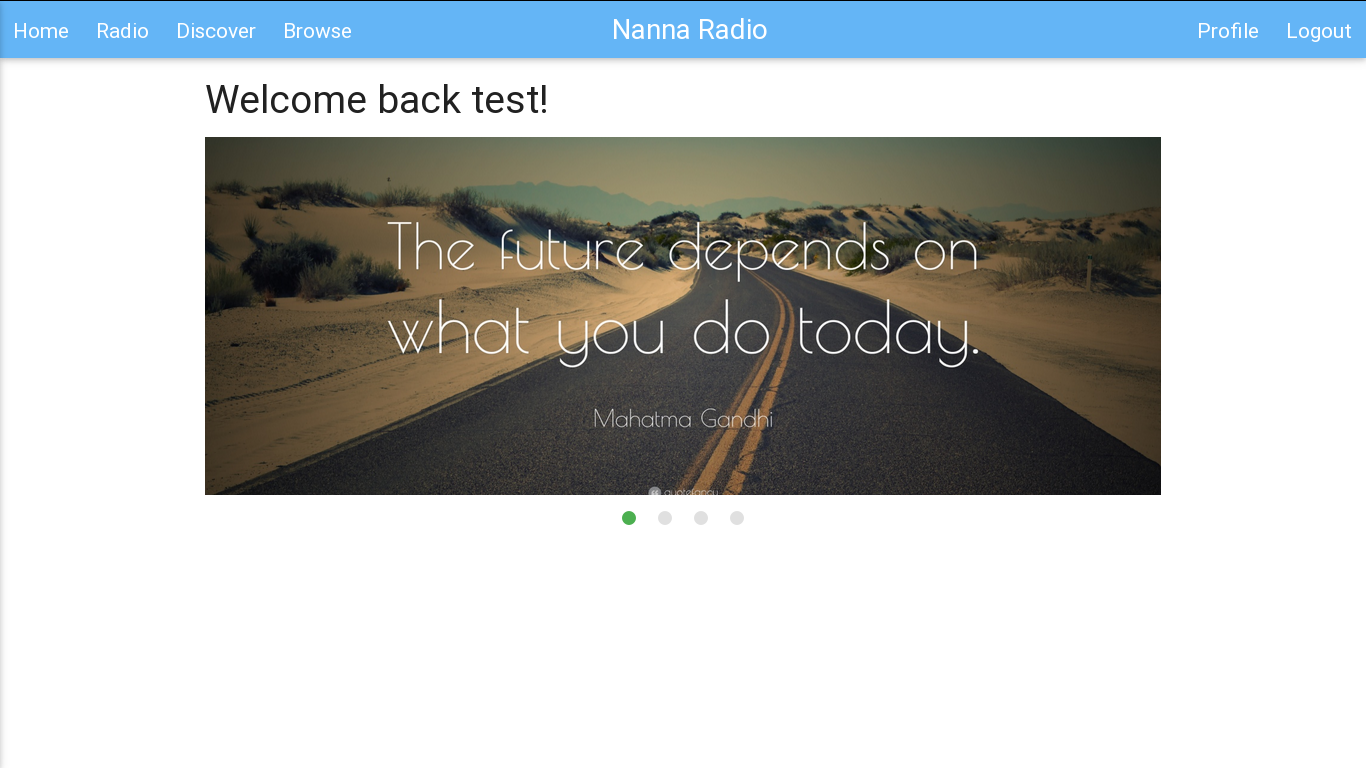 Home Radio Discover Browse Nanna Radio Profile Logout
Welcome back test!
The future depends on
what you do today.
Mahatma Gandhi